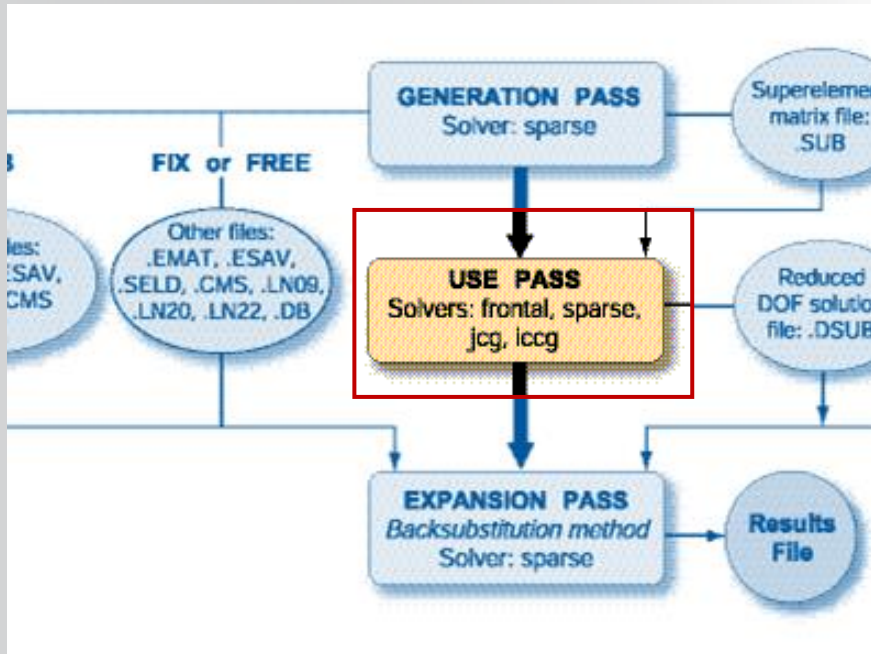 GENERATION PASS
Solver: sparse
matrix file:
.SUB
FIX or FREE
Other files:
.EMAT, .ESAV,
.SELD, .CMS, .LN09,
.LN20, .LN22, .DB
ESAV,
CMS
USE PASS
Solvers: frontal, sparse,
jcg, iccg
Reduced
DOF
file: .DSUB
EXPANSION PASS
Backsubstitution method
Solver: sparse
Results
File